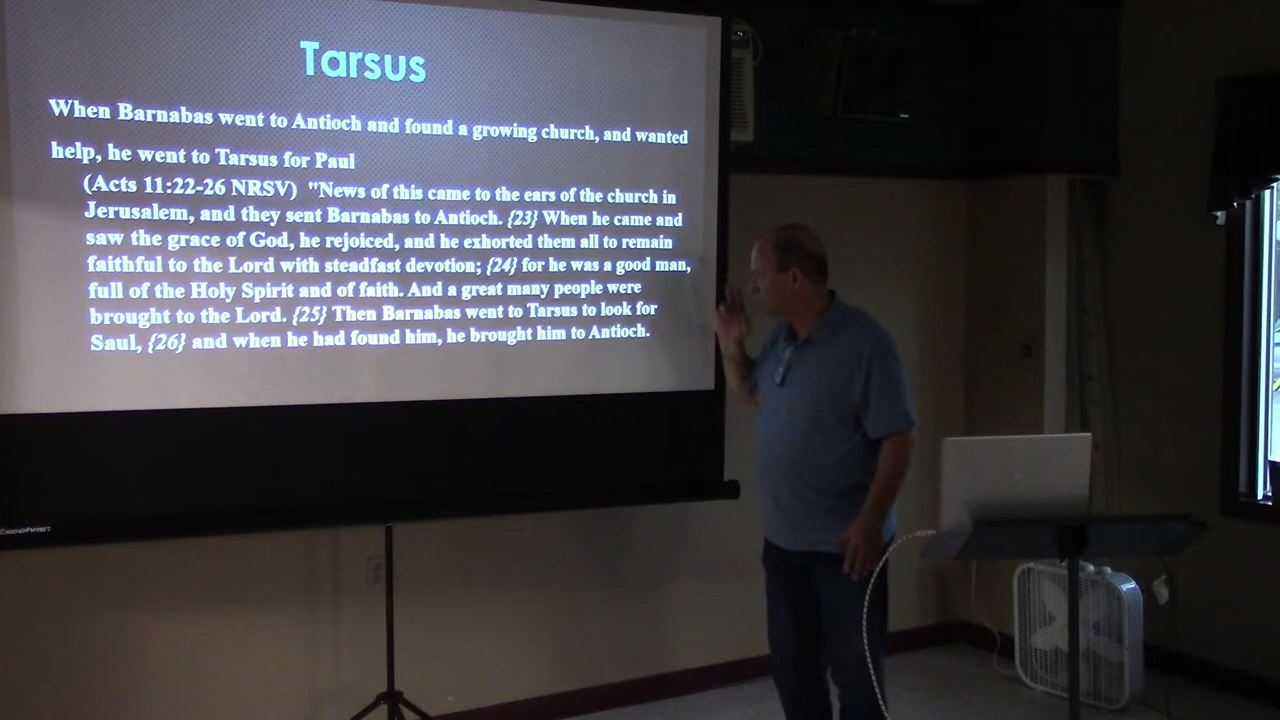 Tarsus
When Barnabas went to Antioch and found a growing church, and wanted
help, he went to Tarsus for Paul
(Acts 11:22-26 NRSV) "News of this came to the ears of the church in
Jerusalem, and they sent Barnabas to Antioch. {23} When he came and
saw the grace of God, he rejoiced, and he exhorted them all to remain
faithful to the Lord with steadfast devotion; {24} for he was a good man,
full of the Holy Spirit and of faith. And a great many people were
brought to the Lord. {25} Then Barnabas went to Tarsus to look for
Saul, {26} and when he had found him, he brought him to Antioch.